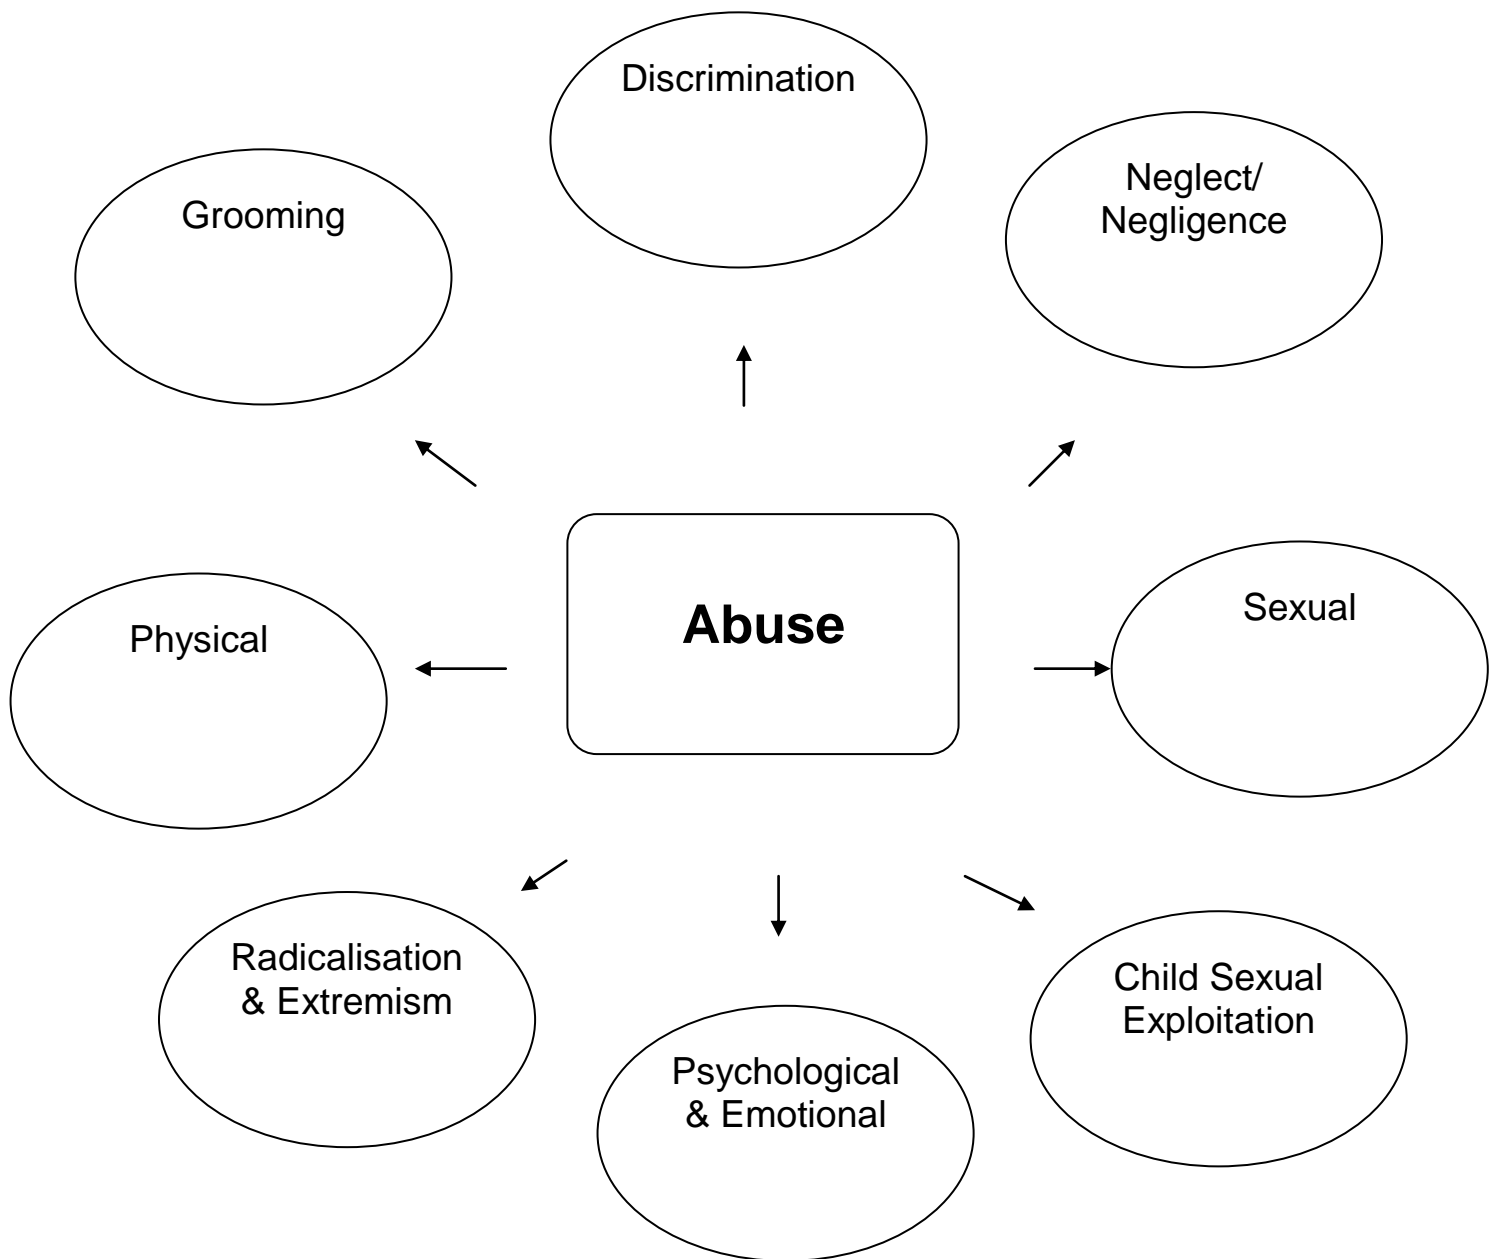 Discrimination
Neglect/
Negligence
Grooming
Abuse
Sexual
Physical
Radicalisation
& Extremism
Child Sexual
Exploitation
Psychological
& Emotional